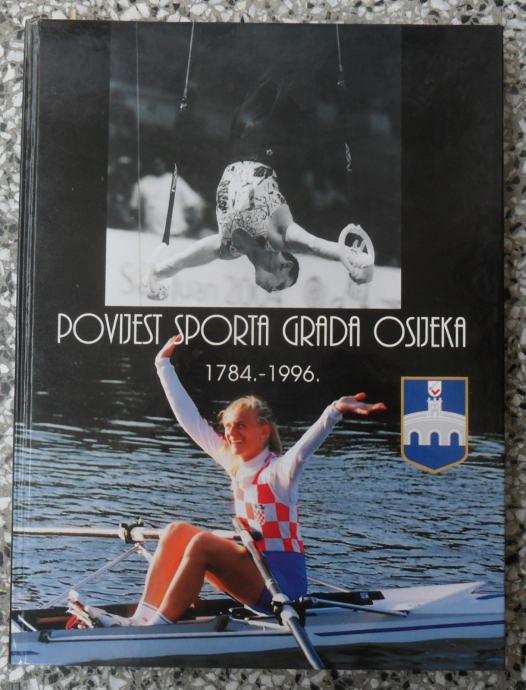 POVIJEST SPORTA GRADA OSIJEKA
1784.-1996.